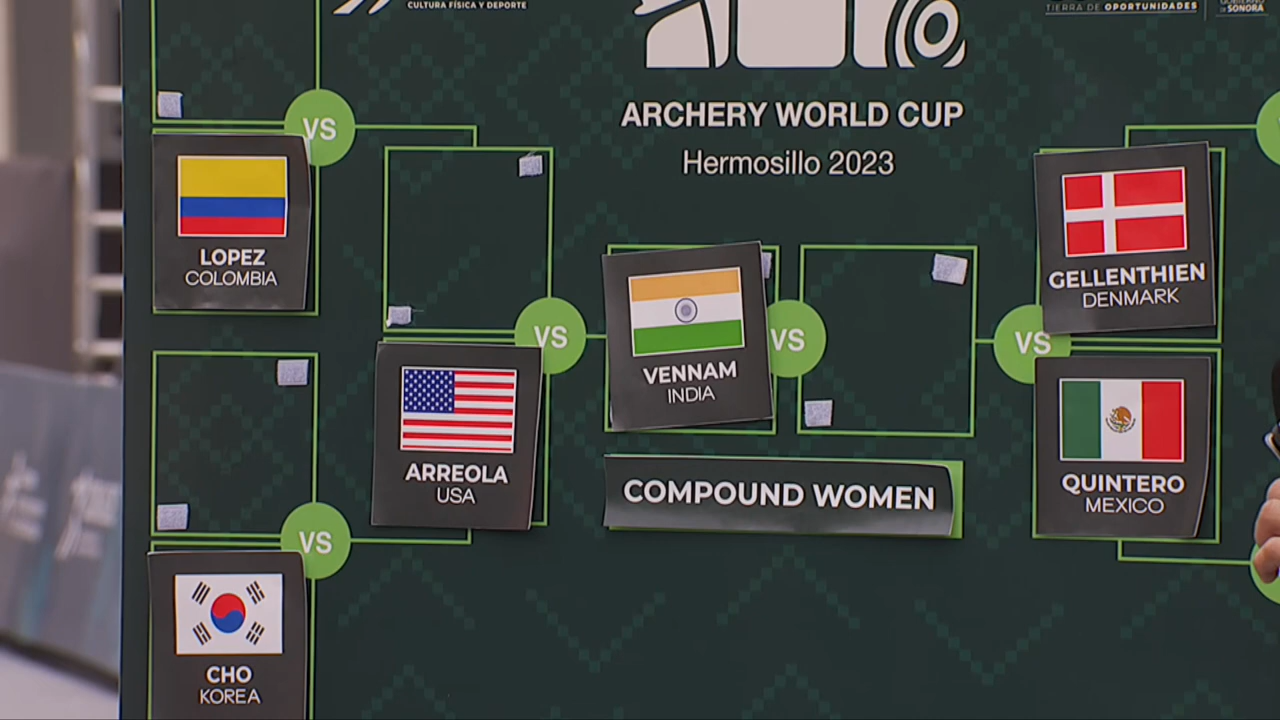 CULTURA FÍSICA Y DEPORTE
TIERRA DE OPORTUNIDADES
DE SONORA
ARCHERY WORLD CUP
Hermosillo 2023
VS
LOPEZ
COLOMBIA
VS
ARREOLA
USA
VS
CHO
KOREA
VENNAM
INDIA
VS
COMPOUND WOMEN
VS
GELLENTHIEN
DENMARK
QUINTERO
MEXICO